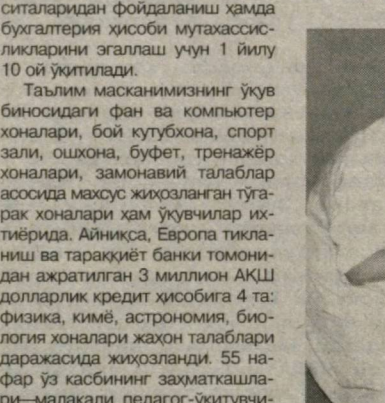 ситаларидан фойдаланиш ҳамда
бухгалтерия ҳисоби мутахассис-
ликларини эгаллаш учун 1 йилу
10 ой ўқитилади.
Таълим масканимизнинг ўқув
биносидаги фан ва компьютер
хоналари, бой кутубхона, спорт
зали, ошхона, буфет, тренажёр
хоналари, замонавий талаблар
асосида махсус жиҳозланган тўга-
рак хоналари ҳам ўқувчилар их-
тиёрида. Айниқса, Европа тикла-
ниш ва тараққиёт банки томони-
дан ажратилган 3 миллион АҚШ
долларлик кредит ҳисобига 4 та:
физика, кимё, астрономия, био-
логия хоналари жаҳон талаблари
даражасида жиҳозланди. 55 на-
фар ўз касбининг заҳматкашла-
ри—малакали педагог-ўқитувчи-